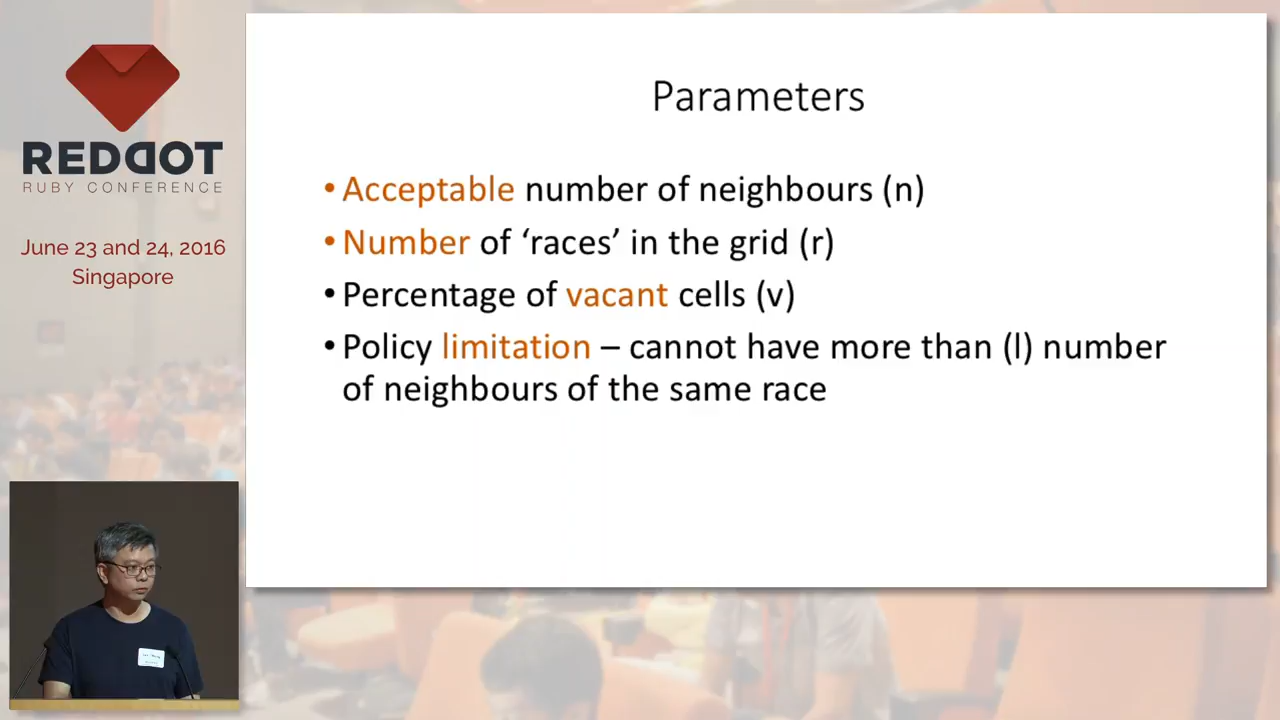 REDDOT
RUBY CONFERENCE
June 23 and 24, 2016
Singapore
Parameters
•Acceptable number of neighbours (n)
•Number of ‘races’ in the grid (r)
•Percentage of vacant cells (v)
•Policy limitation – cannot have more than (l) number
of neighbours of the same race